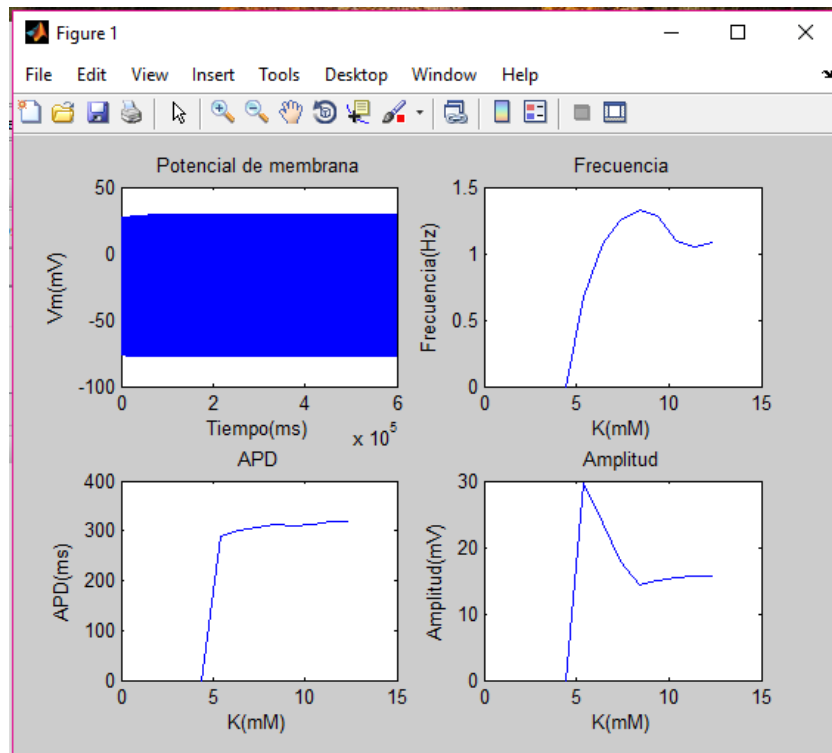 Figure 1
File Edit View Insert Tools Desktop Window Help
Potencial de membrana
50
0
-50
-100
Vm(mV)
0 2 4 6
Tiempo(ms)
x 10^5
Frecuencia
1.5
1
0.5
0
Frecuencia(Hz)
0 5 10 15
K(mM)
APD
400
300
200
100
0
APD(ms)
0 5 10 15
K(mM)
Amplitud
30
20
10
0
Amplitud(mV)
0 5 10 15
K(mM)